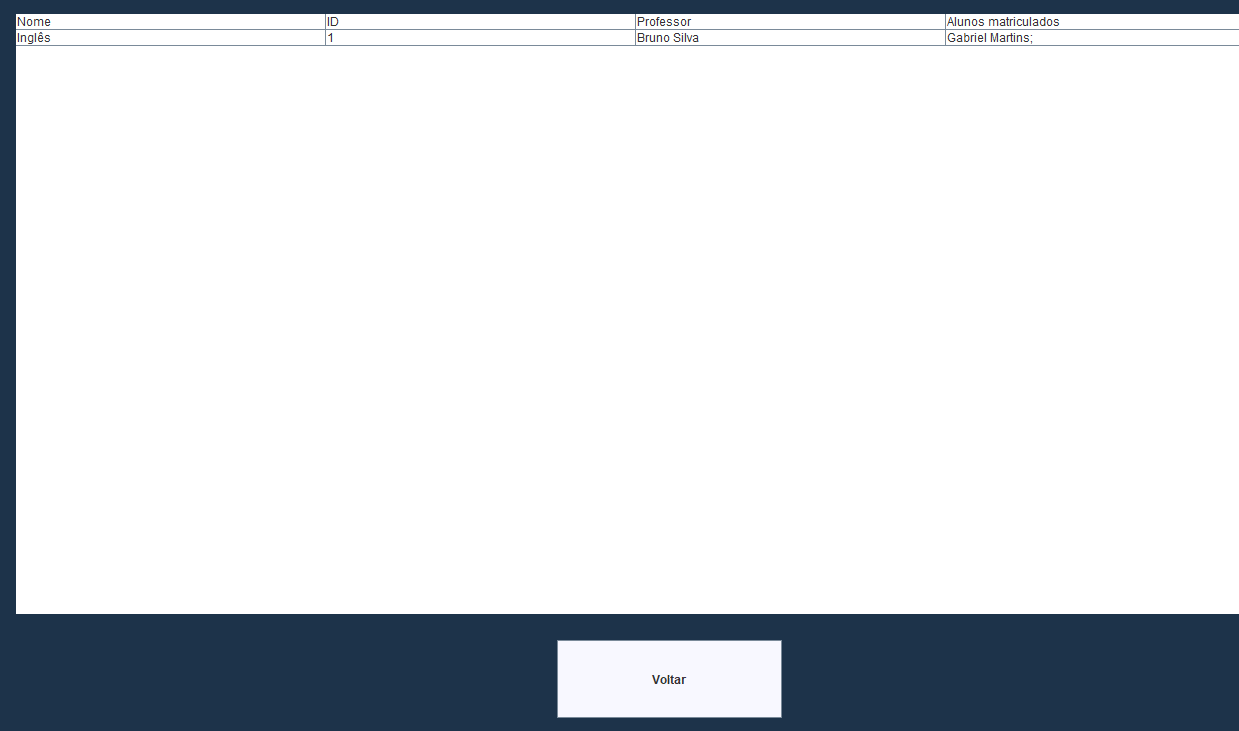 Nome ID Professor Alunos matriculados
Inglês 1 Bruno Silva Gabriel Martins;
Voltar